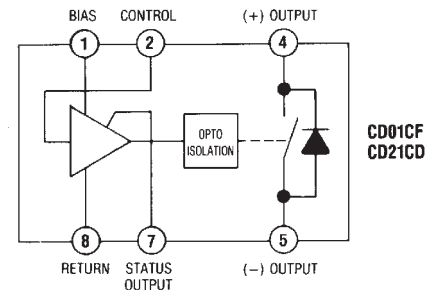 BIAS CONTROL (+) OUTPUT
1 2 4
OPTO
ISOLATION
CD01CF
CD21CD
8 7 5
RETURN STATUS
OUTPUT (−) OUTPUT